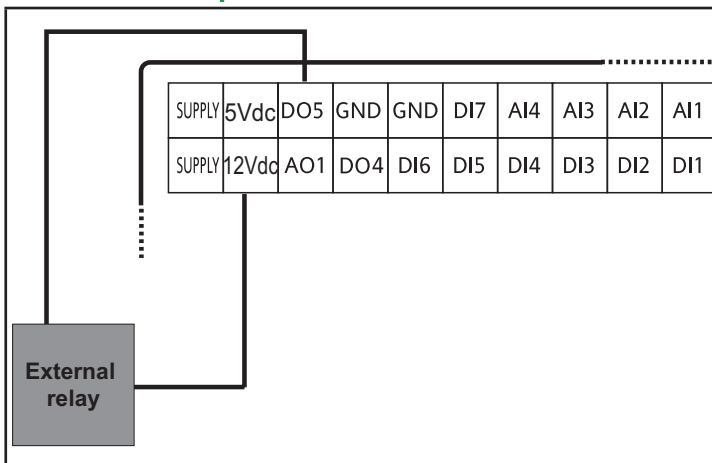 SUPPLY 5Vdc DO5 GND GND DI7 AI4 AI3 AI2 AI1
SUPPLY 12Vdc AO1 DO4 DI6 DI5 DI4 DI3 DI2 DI1
External
relay